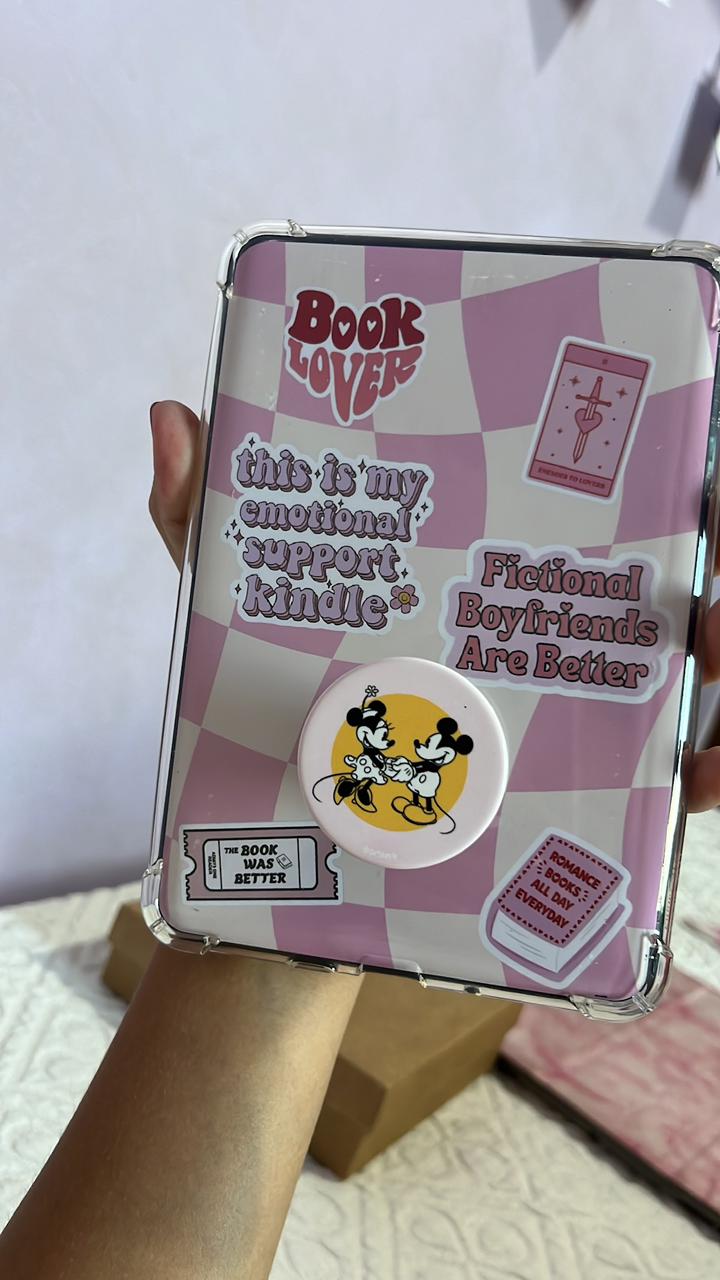 BOOK
LOVER
ENEMIES TO LOVERS
this is my
emotional
support
kindle
Fictional
Boyfriends
Are Better
THE BOOK
WAS
BETTER
ROMANCE
BOOKS
ALL DAY
EVERYDAY